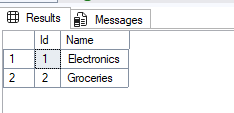 Results Messages
Id Name
1 1 Electronics
2 2 Groceries